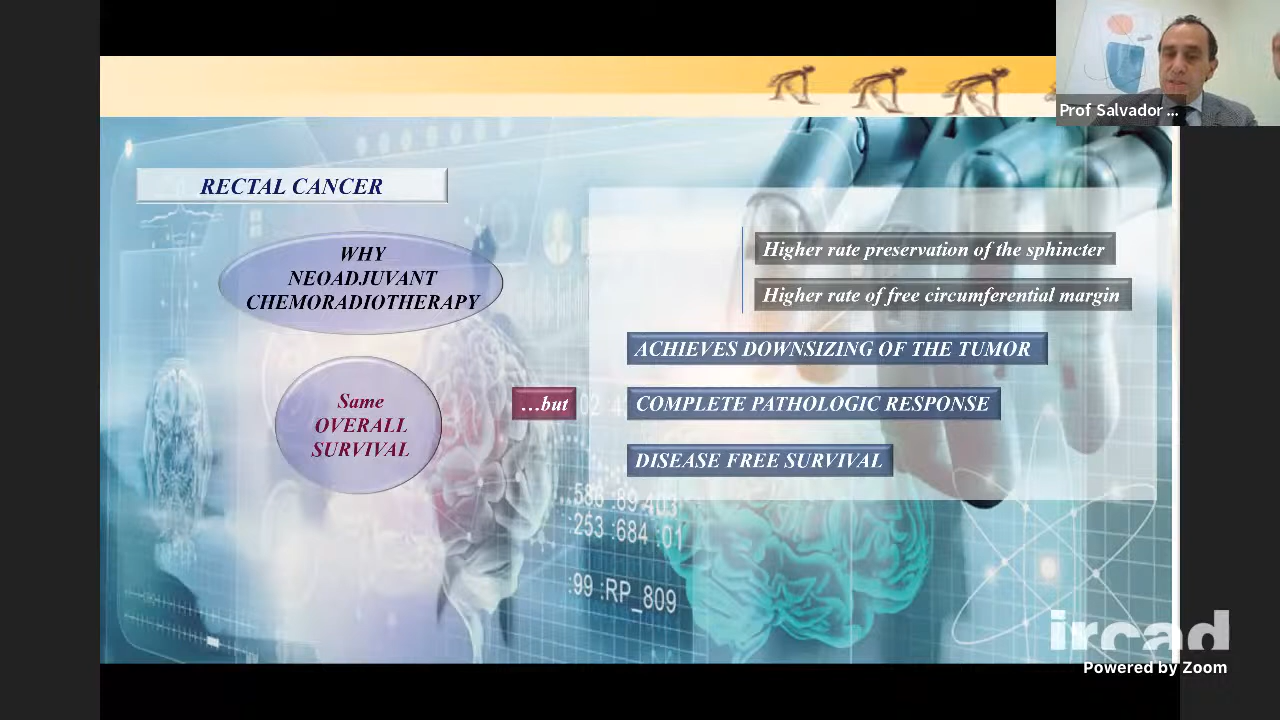 Prof Salvador ...
RECTAL CANCER
WHY
NEOADJUVANT
CHEMORADIOTHERAPY
Higher rate preservation of the sphincter
Higher rate of free circumferential margin
ACHIEVES DOWNSIZING OF THE TUMOR
Same
OVERALL
SURVIVAL
...but
COMPLETE PATHOLOGIC RESPONSE
DISEASE FREE SURVIVAL
:253 :684 :01
:99 :RP_809
ircad
Powered by Zoom